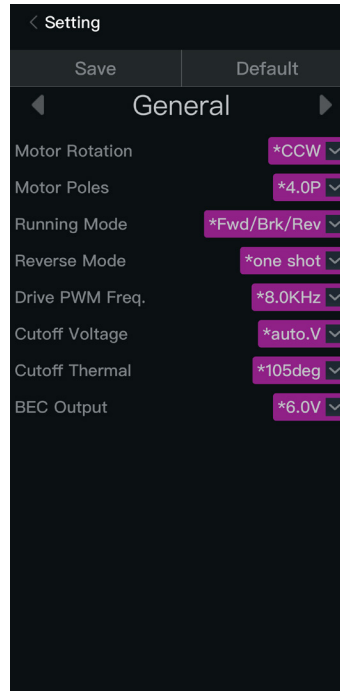 Setting
Save Default
General
Motor Rotation *CCW
Motor Poles *4.0P
Running Mode *Fwd/Brk/Rev
Reverse Mode *one shot
Drive PWM Freq. *8.0KHz
Cutoff Voltage *auto.V
Cutoff Thermal *105deg
BEC Output *6.0V